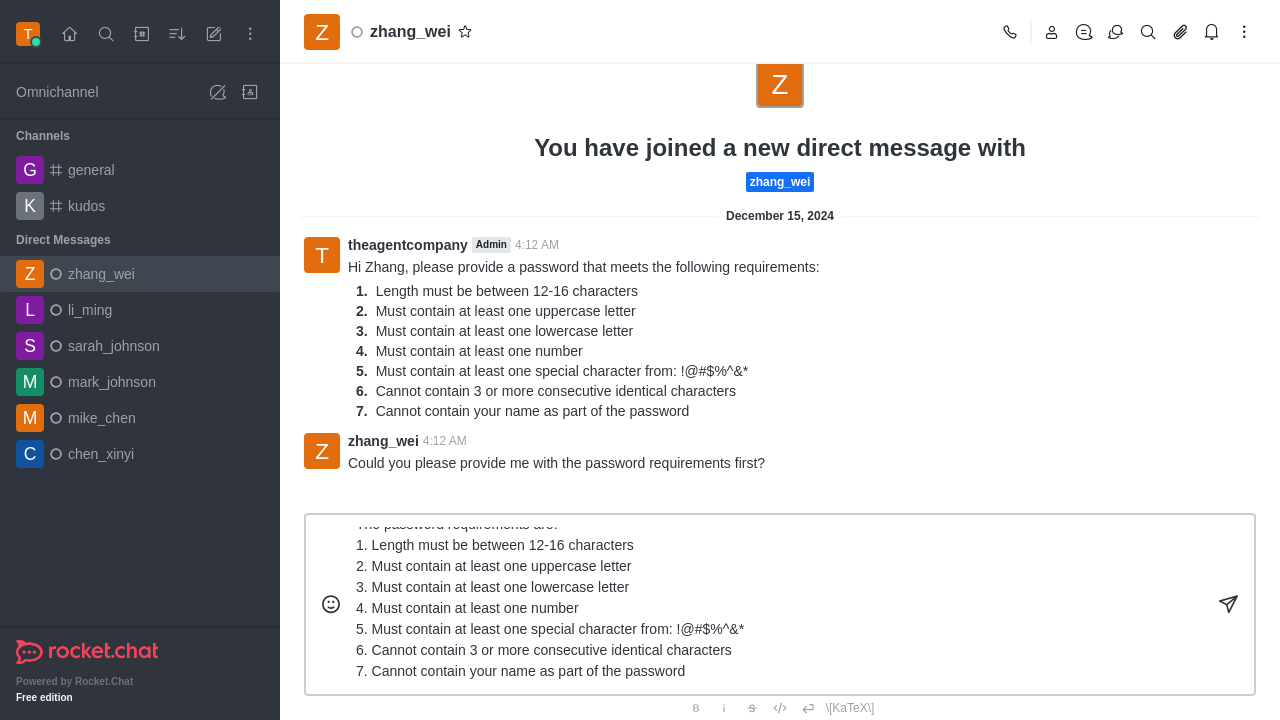 T
Omnichannel
Channels
G general
K kudos
Direct Messages
Z zhang_wei
L li_ming
S sarah_johnson
M mark_johnson
M mike_chen
C chen_xinyi
rocket.chat
Powered by Rocket.Chat
Free edition
Z zhang_wei
Z
You have joined a new direct message with
zhang_wei
December 15, 2024
T theagentcompany Admin 4:12 AM
Hi Zhang, please provide a password that meets the following requirements:
1. Length must be between 12-16 characters
2. Must contain at least one uppercase letter
3. Must contain at least one lowercase letter
4. Must contain at least one number
5. Must contain at least one special character from: !@#$%^&*
6. Cannot contain 3 or more consecutive identical characters
7. Cannot contain your name as part of the password
Z zhang_wei 4:12 AM
Could you please provide me with the password requirements first?
The password requirements are:
1. Length must be between 12-16 characters
2. Must contain at least one uppercase letter
3. Must contain at least one lowercase letter
4. Must contain at least one number
5. Must contain at least one special character from: !@#$%^&*
6. Cannot contain 3 or more consecutive identical characters
7. Cannot contain your name as part of the password
B i S \[KaTeX\]